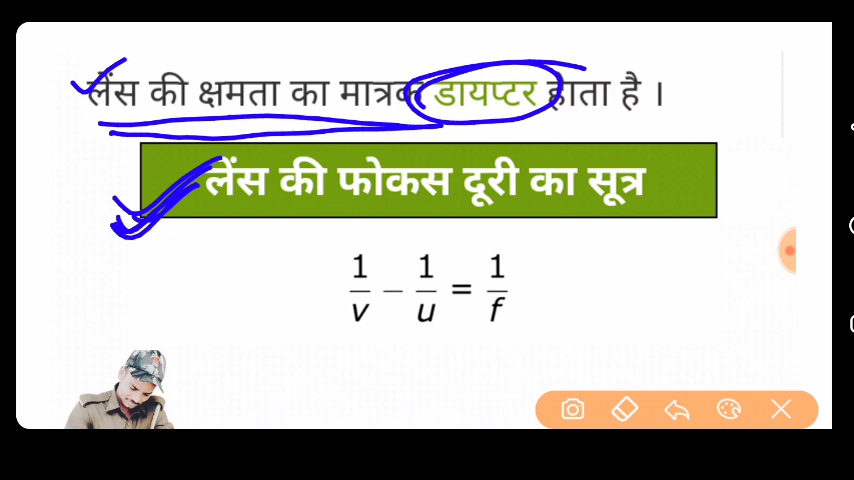 लेंस की क्षमता का मात्रक डायप्टर होता है ।
लेंस की फोकस दूरी का सूत्र
1/v − 1/u = 1/f